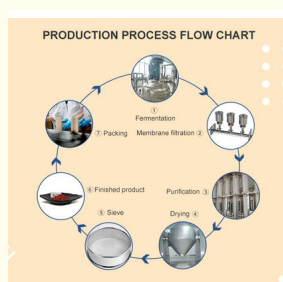 PRODUCTION PROCESS FLOW CHART
①
Fermentation
Membrane filtration ②
Purification ③
Drying ④
⑤ Sieve
⑥ Finished product
⑦ Packing